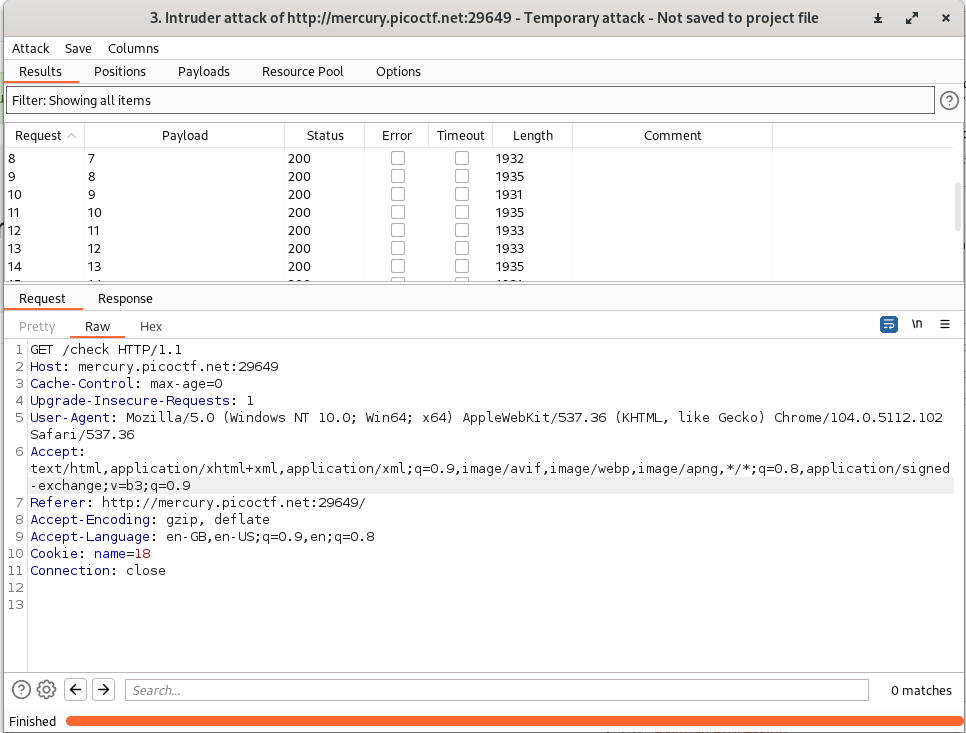 3. Intruder attack of http://mercury.picoctf.net:29649 - Temporary attack - Not saved to project file
Attack Save Columns
Results Positions Payloads Resource Pool Options
Filter: Showing all items
Request Payload Status Error Timeout Length Comment
8 7 200 1932
9 8 200 1935
10 9 200 1931
11 10 200 1935
12 11 200 1933
13 12 200 1933
14 13 200 1935
Request Response
Pretty Raw Hex \n
1 GET /check HTTP/1.1
2 Host: mercury.picoctf.net:29649
3 Cache-Control: max-age=0
4 Upgrade-Insecure-Requests: 1
5 User-Agent: Mozilla/5.0 (Windows NT 10.0; Win64; x64) AppleWebKit/537.36 (KHTML, like Gecko) Chrome/104.0.5112.102
Safari/537.36
6 Accept:
text/html,application/xhtml+xml,application/xml;q=0.9,image/avif,image/webp,image/apng,*/*;q=0.8,application/signed
-exchange;v=b3;q=0.9
7 Referer: http://mercury.picoctf.net:29649/
8 Accept-Encoding: gzip, deflate
9 Accept-Language: en-GB,en-US;q=0.9,en;q=0.8
10 Cookie: name=18
11 Connection: close
12
13
Search... 0 matches
Finished